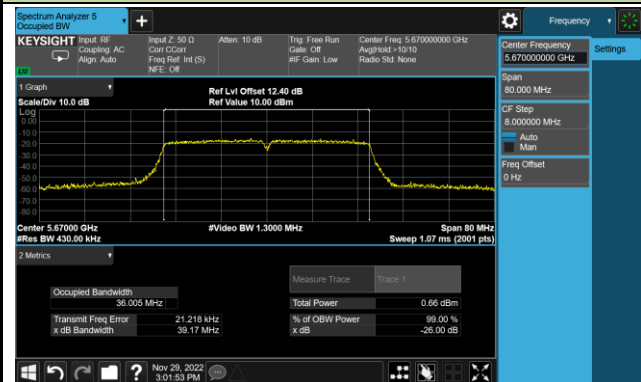 Spectrum Analyzer 5
Occupied BW
Frequency
KEYSIGHT
Input: RF
Coupling: AC
Align: Auto
Input Z: 50 Ω
Corr CCorr
Freq Ref: Int (S)
NFE: Off
Atten: 10 dB
Trig: Free Run
Gate: Off
#IF Gain: Low
Center Freq: 5.670000000 GHz
Avg|Hold:>10/10
Radio Std: None
Center Frequency
5.670000000 GHz
Settings
Span
80.000 MHz
CF Step
8.000000 MHz
Auto
Man
Freq Offset
0 Hz
1 Graph
Scale/Div 10.0 dB
Ref Lvl Offset 12.40 dB
Ref Value 10.00 dBm
Log
0.00
-10.0
-20.0
-30.0
-40.0
-50.0
-60.0
-70.0
-80.0
Center 5.67000 GHz
#Res BW 430.00 kHz
#Video BW 1.3000 MHz
Span 80 MHz
Sweep 1.07 ms (2001 pts)
2 Metrics
Measure Trace
Trace 1
Occupied Bandwidth
36.005 MHz
Total Power
0.66 dBm
Transmit Freq Error
21.218 kHz
% of OBW Power
99.00 %
x dB Bandwidth
39.17 MHz
x dB
-26.00 dB
Nov 29, 2022
3:01:53 PM